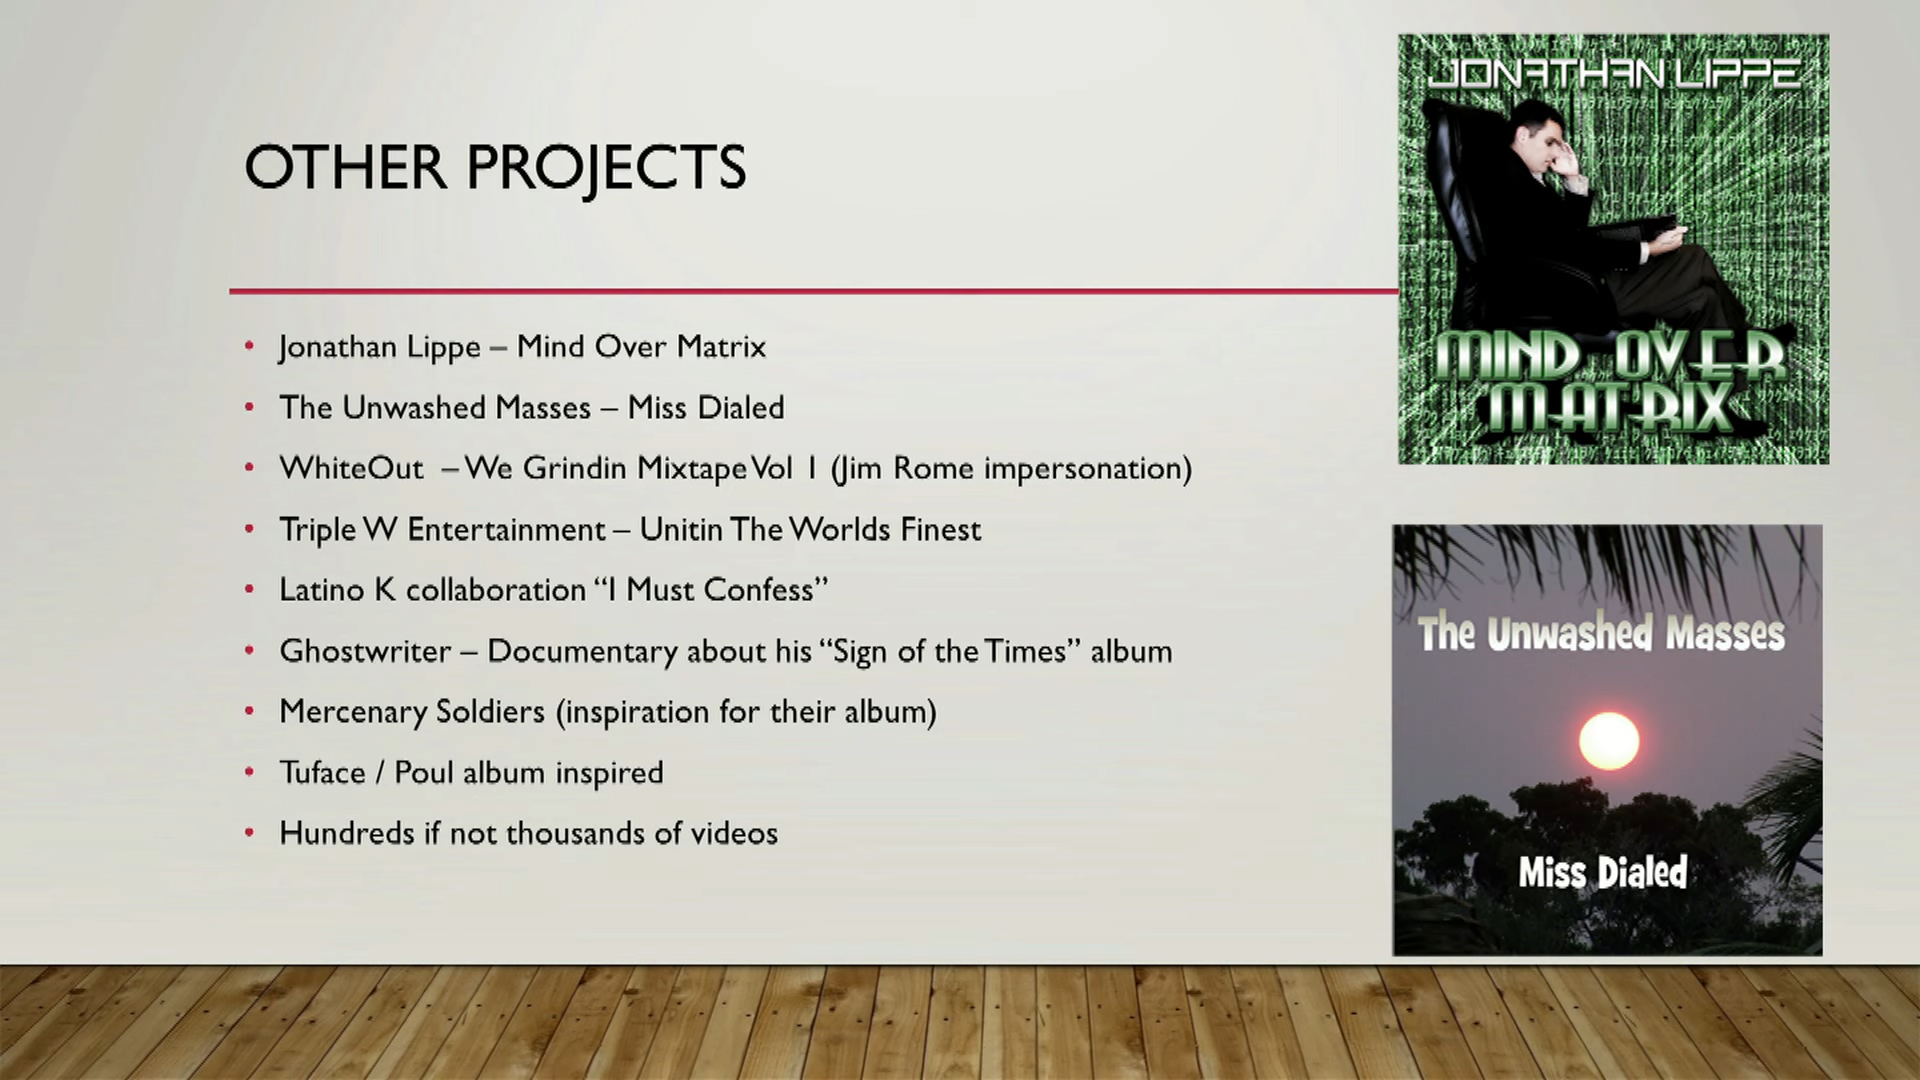 OTHER PROJECTS
Jonathan Lippe – Mind Over Matrix
The Unwashed Masses – Miss Dialed
WhiteOut – We Grindin Mixtape Vol 1 (Jim Rome impersonation)
Triple W Entertainment – Unitin The Worlds Finest
Latino K collaboration “I Must Confess”
Ghostwriter – Documentary about his “Sign of the Times” album
Mercenary Soldiers (inspiration for their album)
Tuface / Poul album inspired
Hundreds if not thousands of videos
JONATHAN LIPPE
MIND OVER
MATRIX
The Unwashed Masses
Miss Dialed